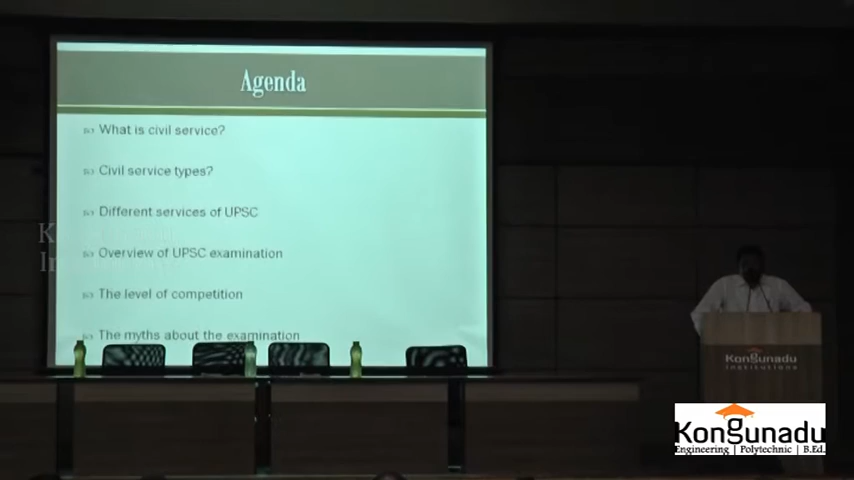 Agenda
What is civil service?
Civil service types?
Different services of UPSC
Overview of UPSC examination
The level of competition
The myths about the examination
Kongunadu
Institutions
Kongunadu
Engineering | Polytechnic | B.Ed.